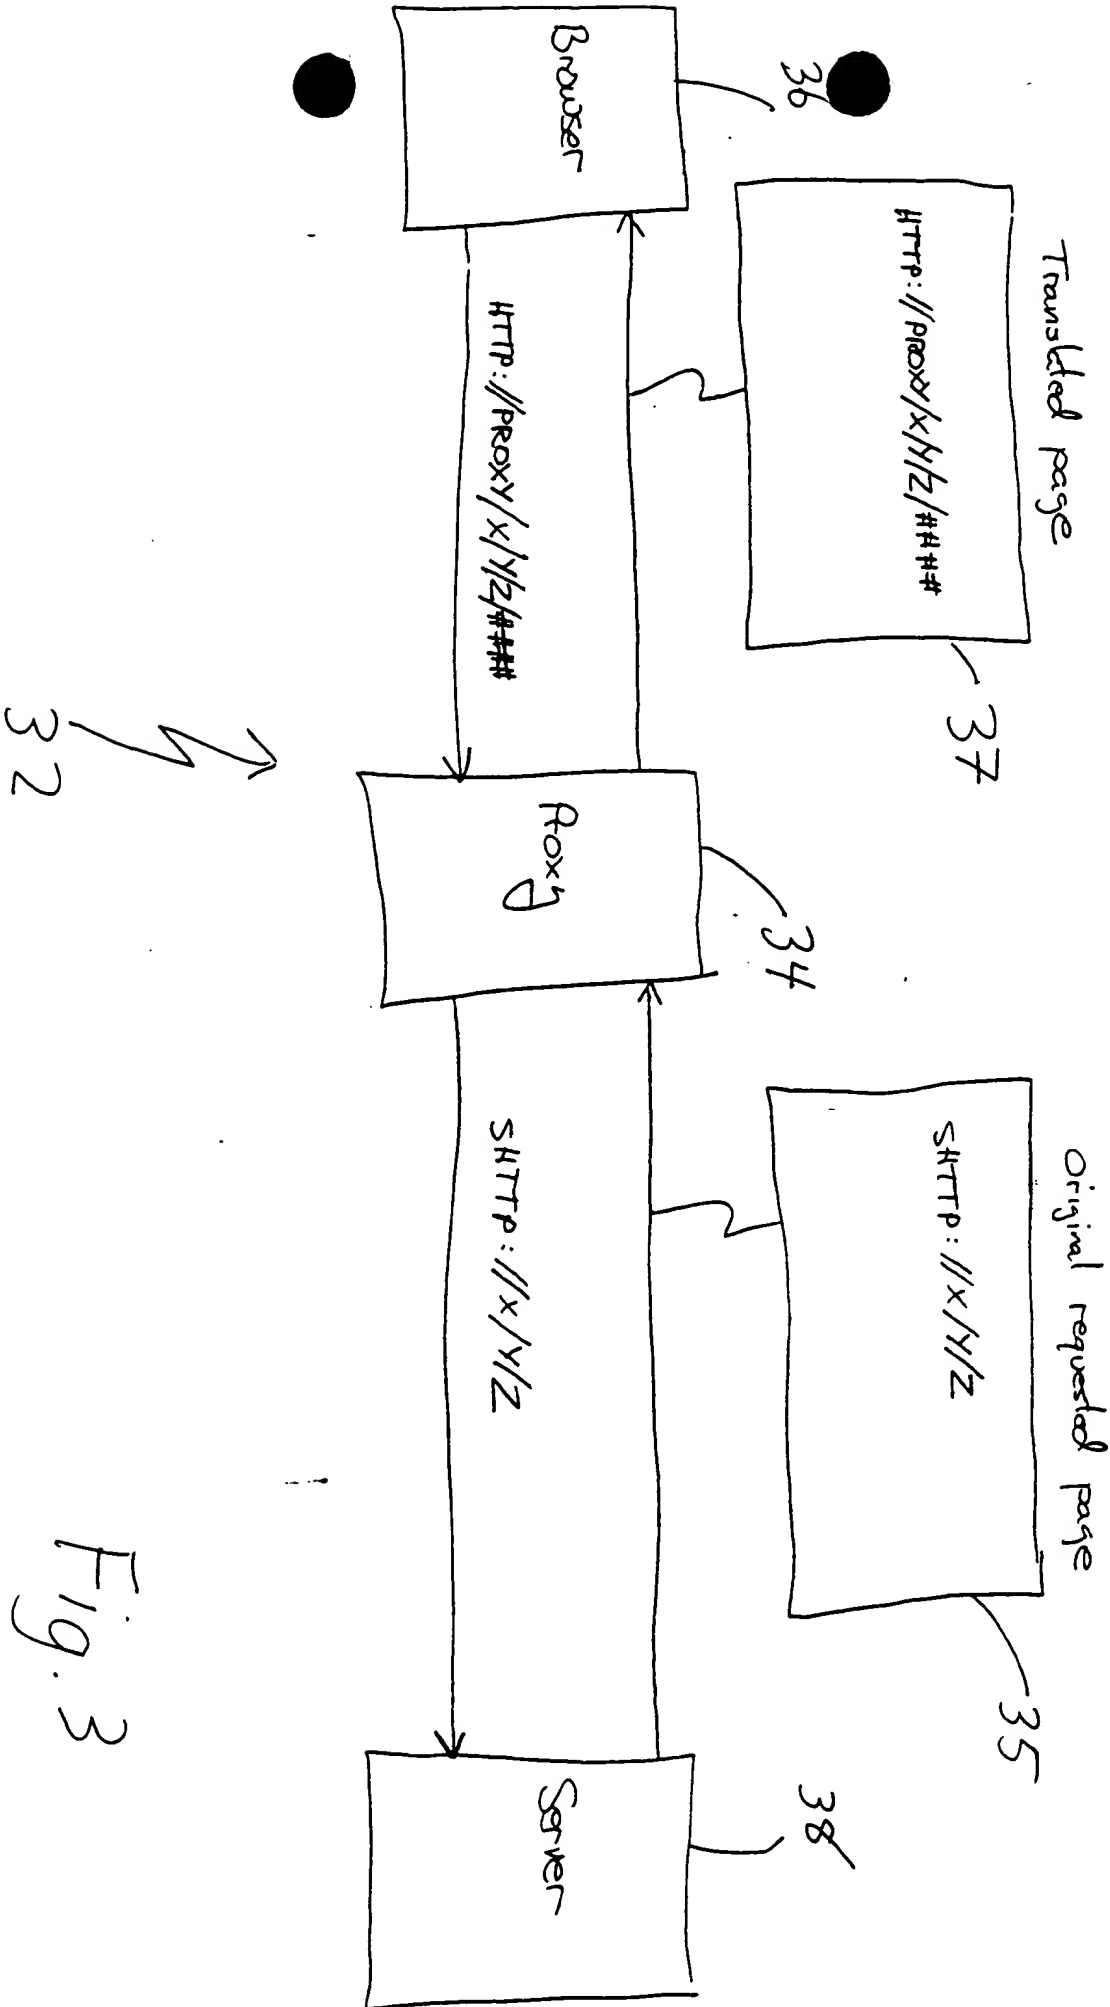 Translated page
HTTP://PROXY/X/Y/Z/####
37
36
Browser
HTTP://PROXY/X/Y/Z/####
34
Proxy
32
Original requested page
SHTTP://X/Y/Z
35
SHTTP://X/Y/Z
38
Server
Fig. 3